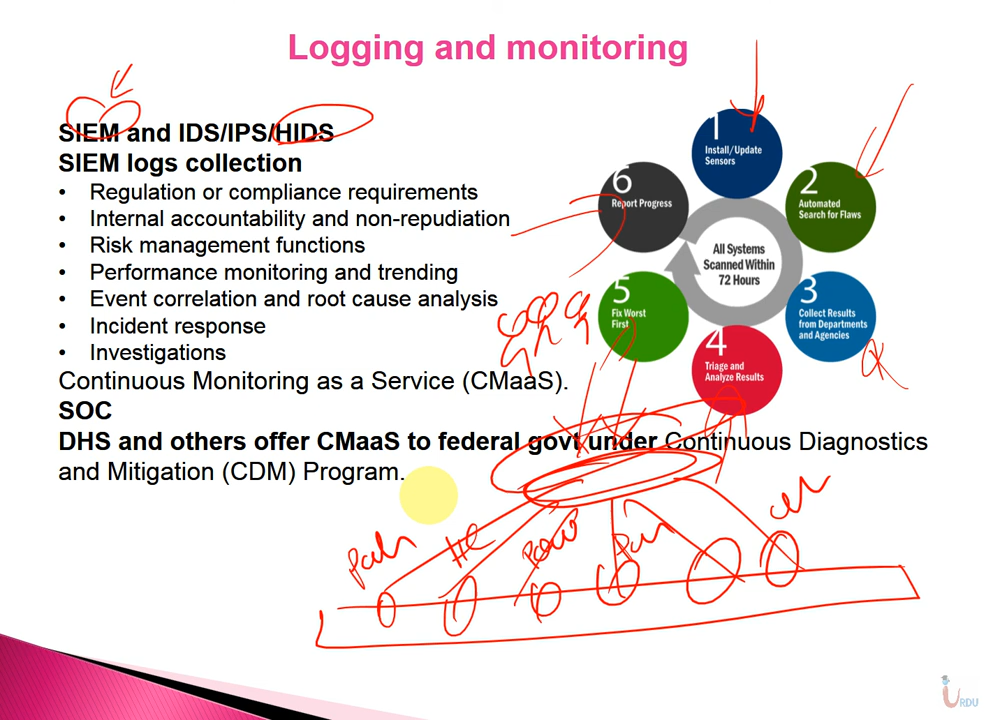 Logging and monitoring
SIEM and IDS/IPS/HIDS
SIEM logs collection
• Regulation or compliance requirements
• Internal accountability and non-repudiation
• Risk management functions
• Performance monitoring and trending
• Event correlation and root cause analysis
• Incident response
• Investigations
Continuous Monitoring as a Service (CMaaS).
SOC
DHS and others offer CMaaS to federal govt under Continuous Diagnostics
and Mitigation (CDM) Program.
1
Install/Update
Sensors
2
Automated
Search for Flaws
3
Collect Results
from Departments
and Agencies
4
Triage and
Analyze Results
5
Fix Worst
First
6
Report Progress
All Systems
Scanned Within
72 Hours
URDU